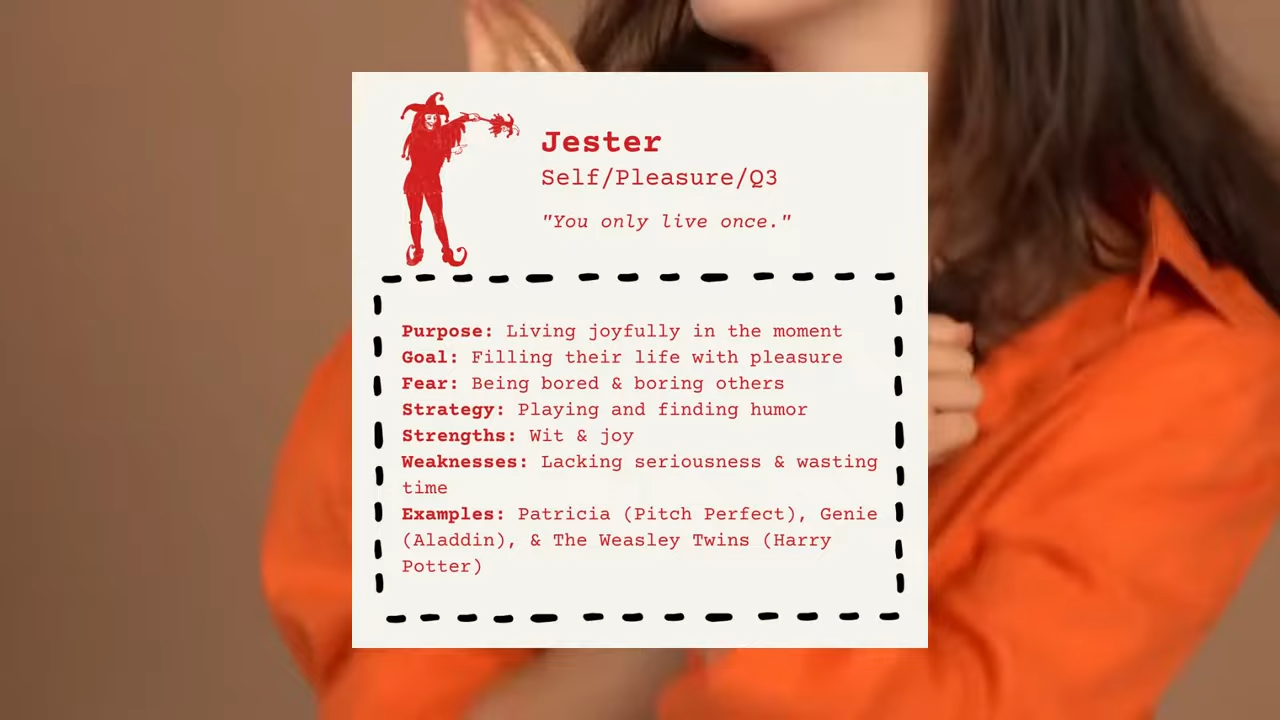 Jester
Self/Pleasure/Q3
"You only live once."
Purpose: Living joyfully in the moment
Goal: Filling their life with pleasure
Fear: Being bored & boring others
Strategy: Playing and finding humor
Strengths: Wit & joy
Weaknesses: Lacking seriousness & wasting
time
Examples: Patricia (Pitch Perfect), Genie
(Aladdin), & The Weasley Twins (Harry
Potter)